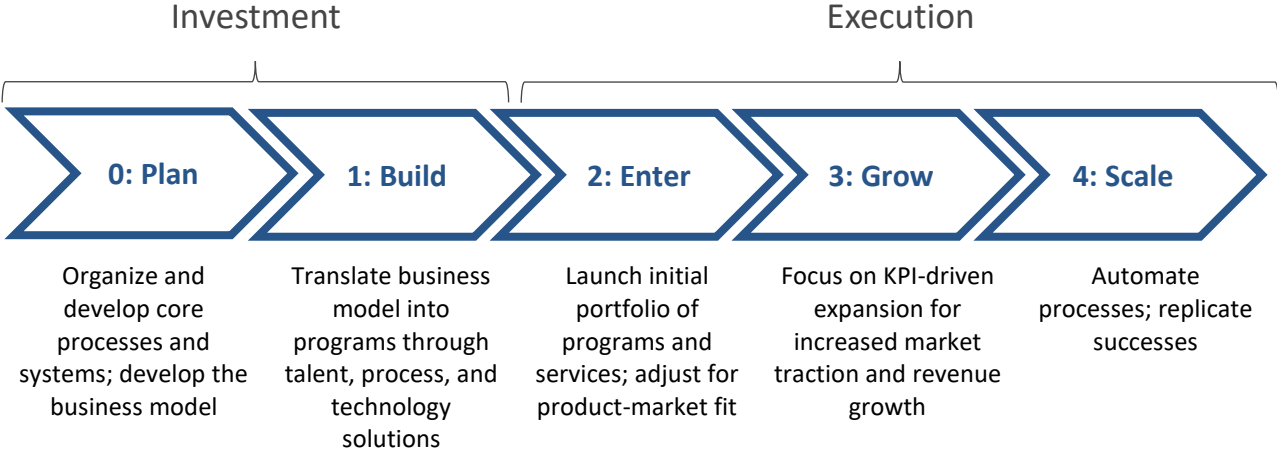 Investment
Execution
0: Plan
1: Build
2: Enter
3: Grow
4: Scale
Organize and
develop core
processes and
systems; develop the
business model
Translate business
model into
programs through
talent, process, and
technology
solutions
Launch initial
portfolio of
programs and
services; adjust for
product-market fit
Focus on KPI-driven
expansion for
increased market
traction and revenue
growth
Automate
processes; replicate
successes